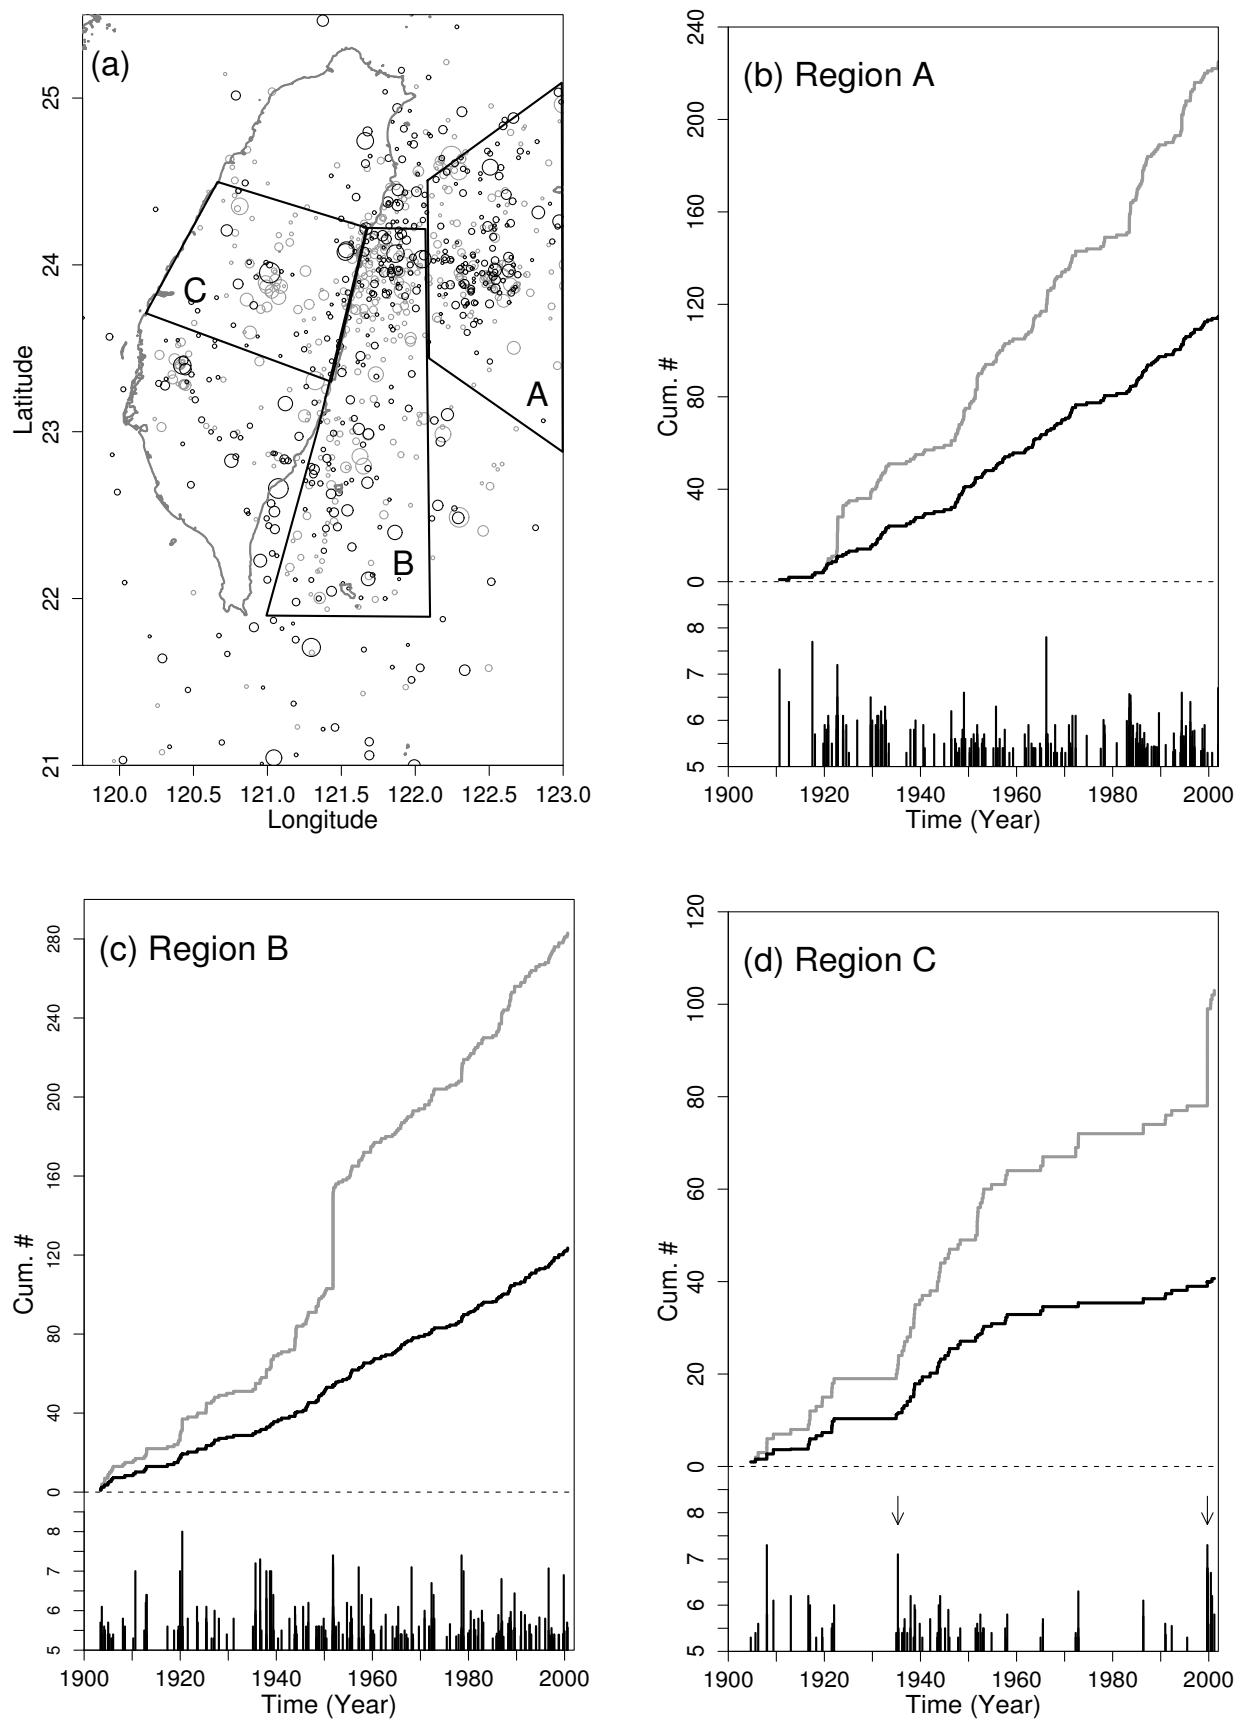 (a)
25
24
23
22
21
Latitude
C
A
B
120.0 120.5 121.0 121.5 122.0 122.5 123.0
Longitude
(b) Region A
240
200
160
120
80
40
0
Cum. #
8
7
6
5
1900 1920 1940 1960 1980 2000
Time (Year)
(c) Region B
280
240
200
160
120
80
40
0
Cum. #
8
7
6
5
1900 1920 1940 1960 1980 2000
Time (Year)
(d) Region C
120
100
80
60
40
20
0
Cum. #
8
7
6
5
1900 1920 1940 1960 1980 2000
Time (Year)